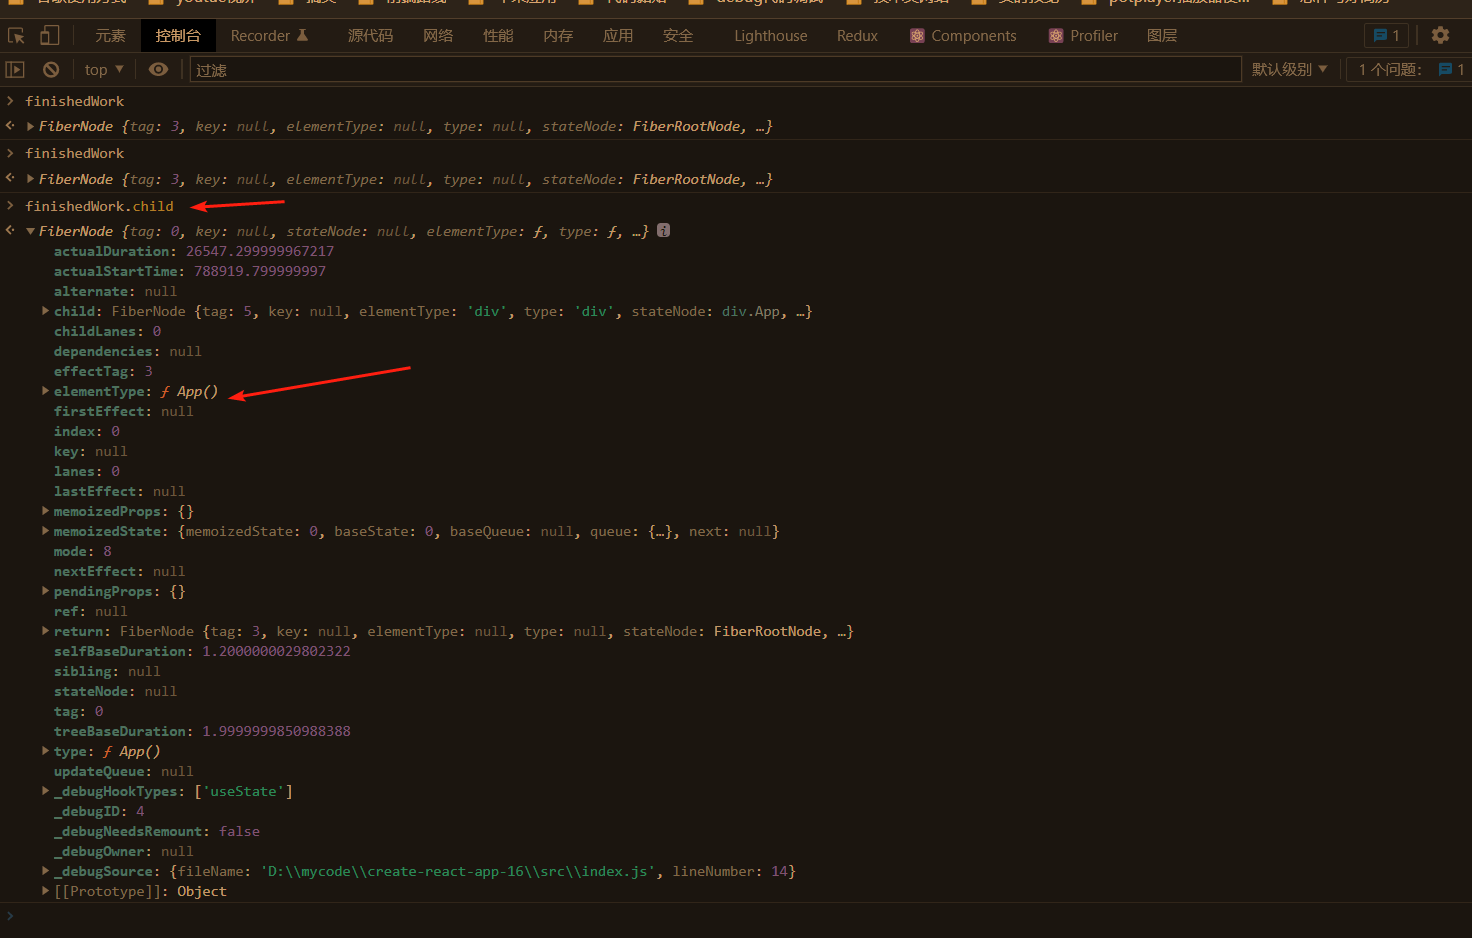 元素 控制台 Recorder 源代码 网络 性能 内存 应用 安全 Lighthouse Redux Components Profiler 图层 1
top 过滤 默认级别 1 个问题: 1
finishedWork
FiberNode {tag: 3, key: null, elementType: null, type: null, stateNode: FiberRootNode, …}
finishedWork
FiberNode {tag: 3, key: null, elementType: null, type: null, stateNode: FiberRootNode, …}
finishedWork.child
FiberNode {tag: 0, key: null, stateNode: null, elementType: ƒ, type: ƒ, …} i
actualDuration: 26547.299999967217
actualStartTime: 788919.799999997
alternate: null
child: FiberNode {tag: 5, key: null, elementType: 'div', type: 'div', stateNode: div.App, …}
childLanes: 0
dependencies: null
effectTag: 3
elementType: ƒ App()
firstEffect: null
index: 0
key: null
lanes: 0
lastEffect: null
memoizedProps: {}
memoizedState: {memoizedState: 0, baseState: 0, baseQueue: null, queue: {…}, next: null}
mode: 8
nextEffect: null
pendingProps: {}
ref: null
return: FiberNode {tag: 3, key: null, elementType: null, type: null, stateNode: FiberRootNode, …}
selfBaseDuration: 1.2000000029802322
sibling: null
stateNode: null
tag: 0
treeBaseDuration: 1.9999999850988388
type: ƒ App()
updateQueue: null
_debugHookTypes: ['useState']
_debugID: 4
_debugNeedsRemount: false
_debugOwner: null
_debugSource: {fileName: 'D:\\mycode\\create-react-app-16\\src\\index.js', lineNumber: 14}
[[Prototype]]: Object